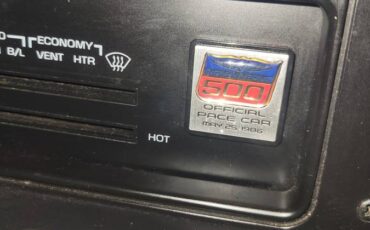 ECONOMY
B/L VENT HTR
500
OFFICIAL
PACE CAR
MAY 25, 1986
HOT